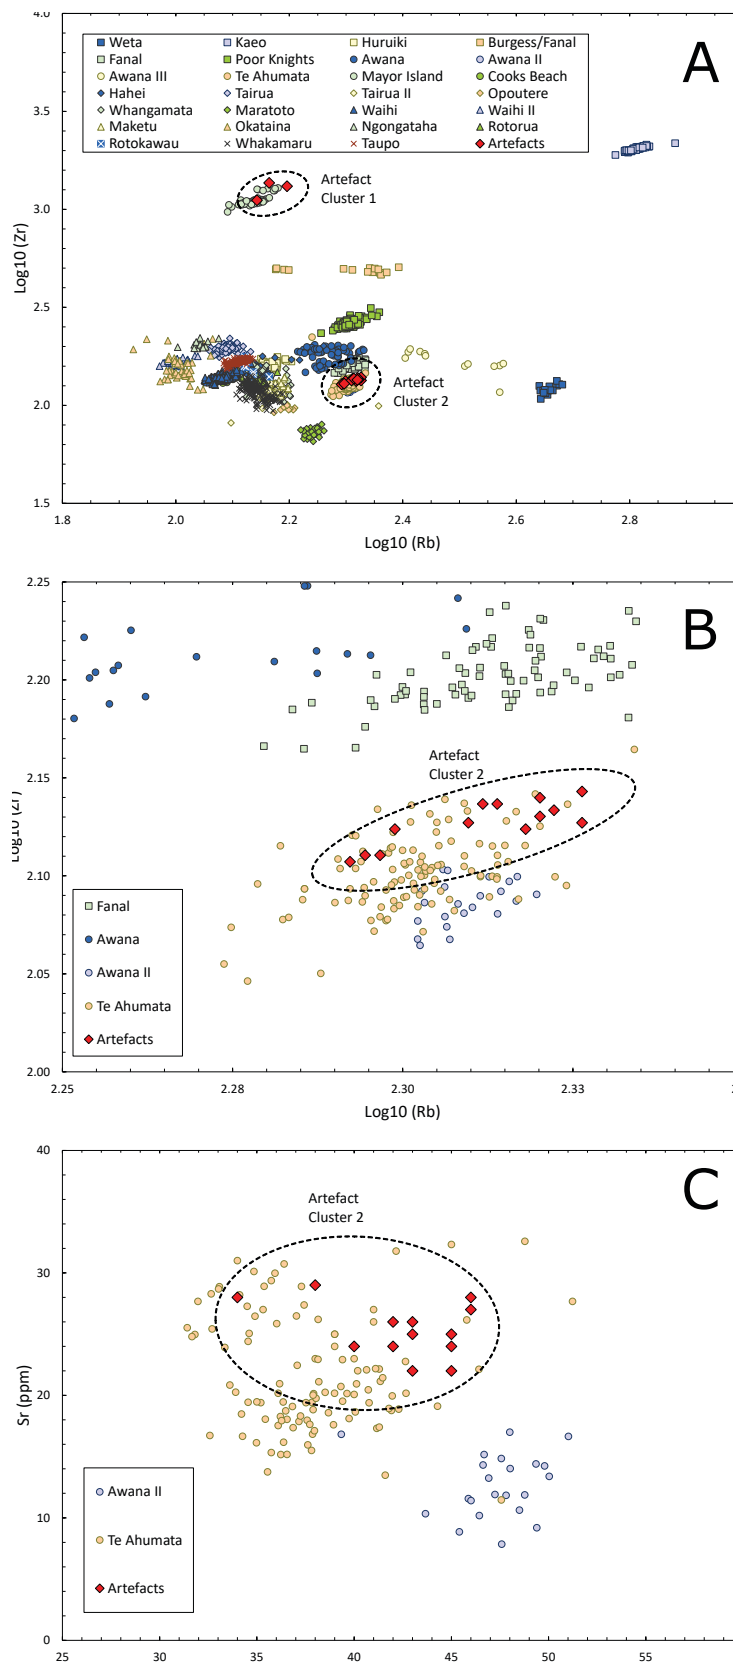 4.0
A
Weta Kaeo Huruiki Burgess/Fanal
Fanal Poor Knights Awana Awana II
Awana III Te Ahumata Mayor Island Cooks Beach
Hahei Tairua Tairua II Opoutere
Whangamata Maratoto Waihi Waihi II
Maketu Okataina Ngongataha Rotorua
Rotokawau Whakamaru Taupo Artefacts
3.5
Artefact
Cluster 1
3.0
Log10 (Zr)
2.5
Artefact
Cluster 2
2.0
1.5
1.8 2.0 2.2 2.4 2.6 2.8
Log10 (Rb)
2.25
B
2.20
Artefact
Cluster 2
2.15
Log10 (Zr)
2.10
Fanal
Awana
Awana II
Te Ahumata
Artefacts
2.05
2.00
2.25 2.28 2.30 2.33
Log10 (Rb)
40
C
Artefact
Cluster 2
30
Sr (ppm)
20
Awana II
Te Ahumata
Artefacts
10
0
25 30 35 40 45 50 55